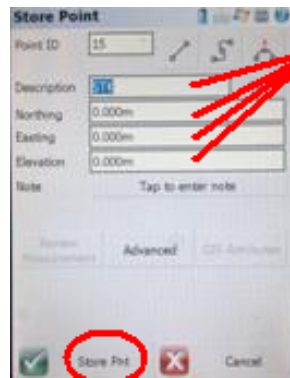 Store Point
Point ID 15
Description STN
Northing 0.000m
Easting 0.000m
Elevation 0.000m
Note Tap to enter note
Advanced
Store Pnt Cancel